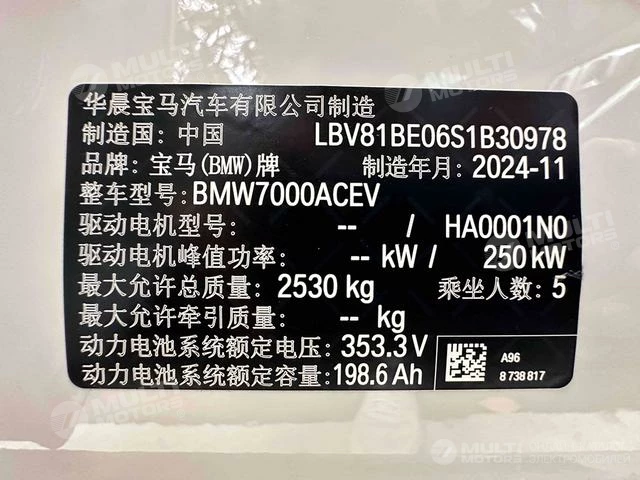 华晨宝马汽车有限公司制造
制造国：中国 LBV81BE06S1B30978
品牌：宝马(BMW)牌 制造年月：2024-11
整车型号：BMW7000ACEV
驱动电机型号： -- / HA0001N0
驱动电机峰值功率： -- kW / 250 kW
最大允许总质量：2530 kg 乘坐人数：5
最大允许牵引质量： -- kg
动力电池系统额定电压：353.3 V
动力电池系统额定容量：198.6 Ah
A96
8 738 817
MULTI
MOTORS